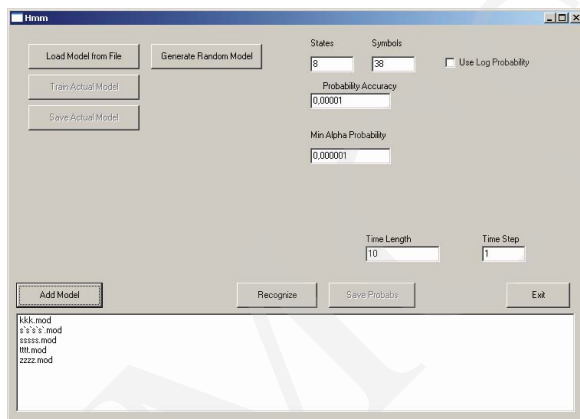 Hmm
States
Symbols
Load Model from File
Generate Random Model
8
38
Use Log Probability
Train Actual Model
Probability Accuracy
0,00001
Save Actual Model
Min Alpha Probability
0,000001
Time Length
Time Step
10
1
Add Model
Recognize
Save Probabs
Exit
kkk.mod
s`s`s`s`.mod
sssss.mod
tttt.mod
zzzz.mod